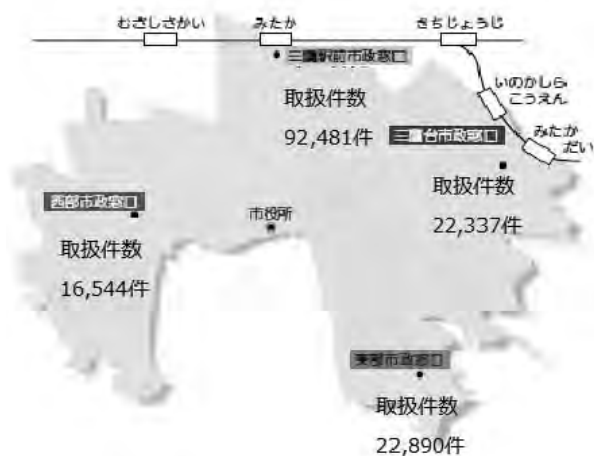 むさしさかい
みたか
きちじょうじ
三鷹駅前市政窓口
取扱件数
92,481件
いのかしら
こうえん
みたか
だい
三鷹台市政窓口
取扱件数
22,337件
西部市政窓口
取扱件数
16,544件
市役所
東部市政窓口
取扱件数
22,890件